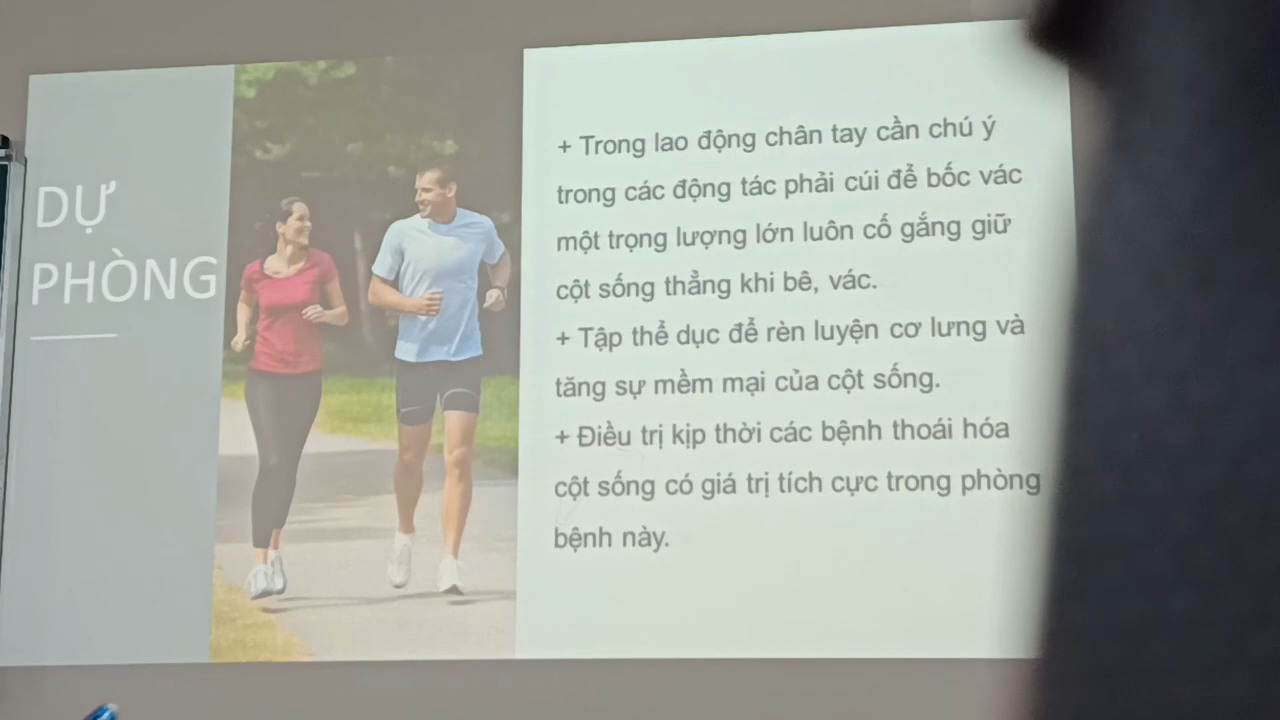 DỰ
PHÒNG
+ Trong lao động chân tay cần chú ý
trong các động tác phải cúi để bốc vác
một trọng lượng lớn luôn cố gắng giữ
cột sống thẳng khi bê, vác.
+ Tập thể dục để rèn luyện cơ lưng và
tăng sự mềm mại của cột sống.
+ Điều trị kịp thời các bệnh thoái hóa
cột sống có giá trị tích cực trong phòng
bệnh này.